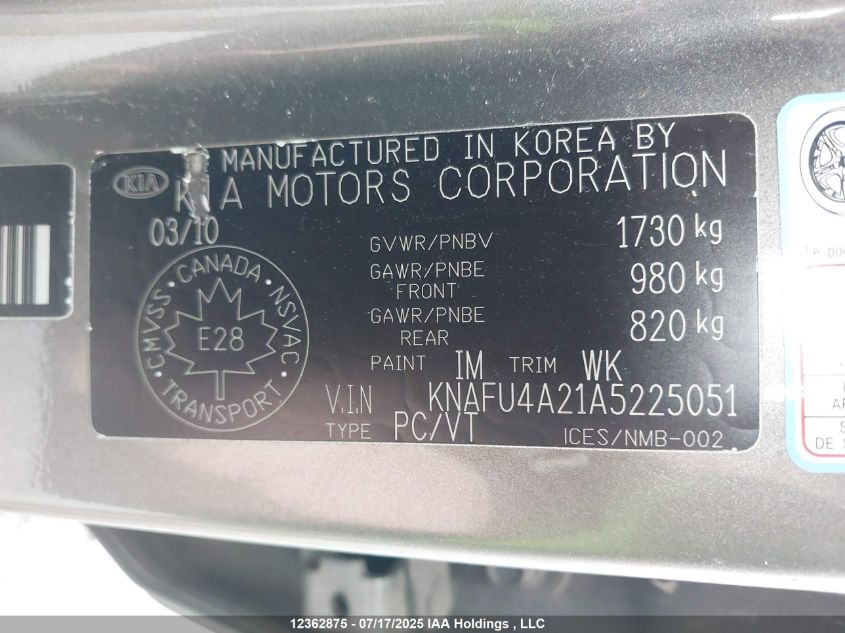 MANUFACTURED IN KOREA BY
KIA
KIA MOTORS CORPORATION
03/10
GVWR/PNBV 1730 kg
GAWR/PNBE FRONT 980 kg
GAWR/PNBE REAR 820 kg
CANADA
CMVSS · NSVAC
E28
TRANSPORT
PAINT IM TRIM WK
V.I.N KNAFU4A21A5225051
TYPE PC/VT ICES/NMB-002
12362875 - 07/17/2025 IAA Holdings , LLC